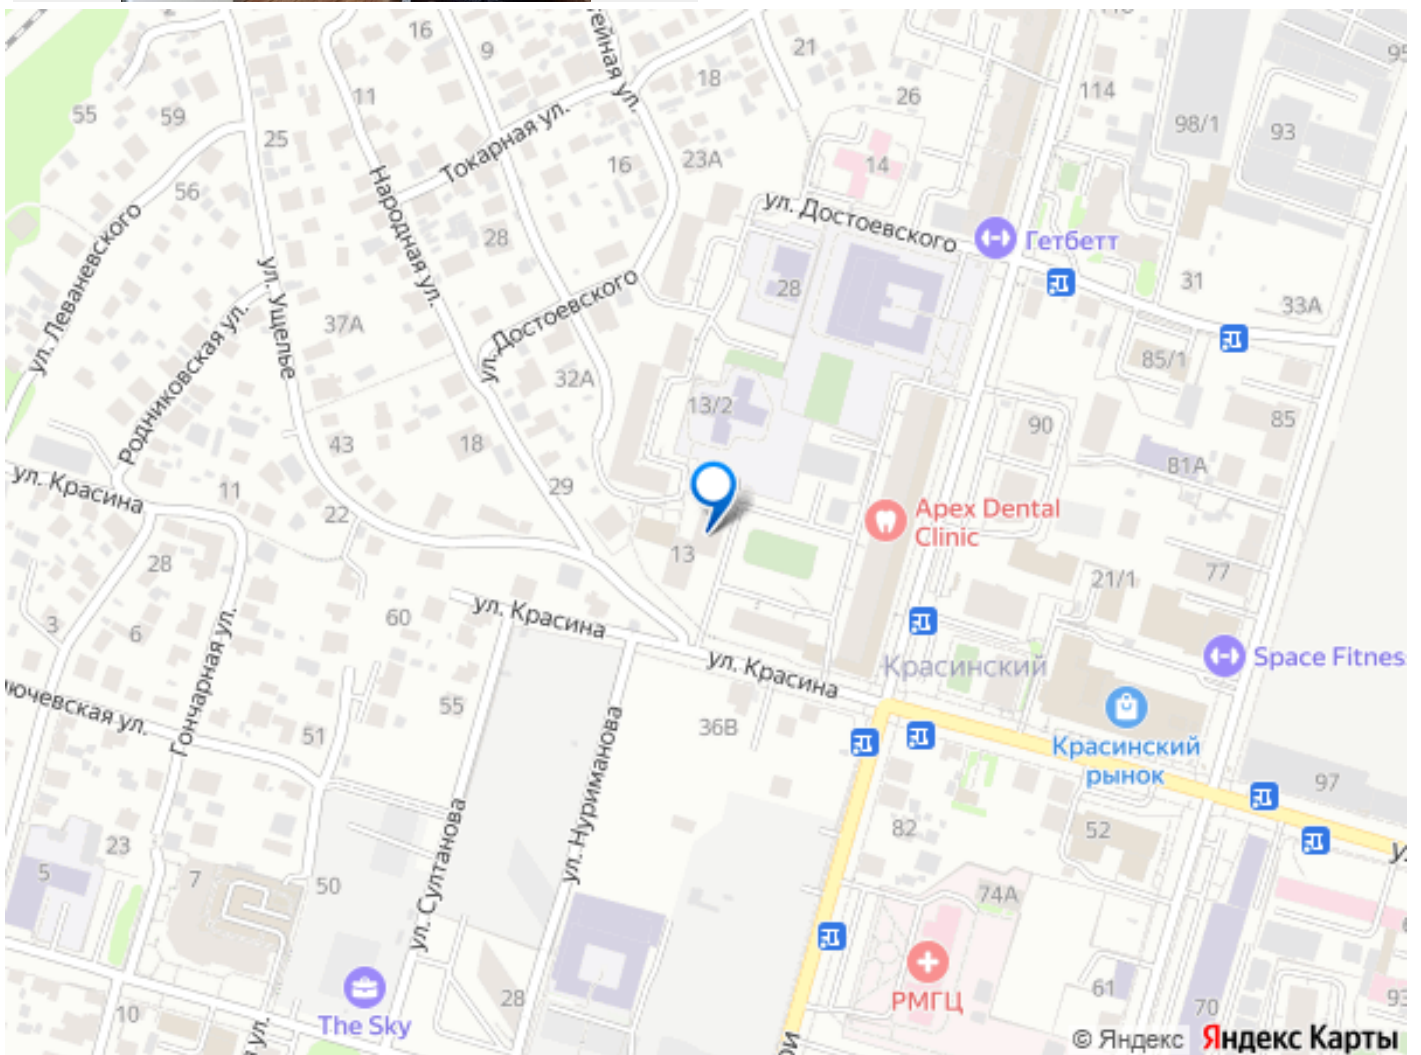 16
9
21
18
26
114
95
11
55
59
25
98/1
93
Токарная ул.
16
23А
14
56
Народная ул.
ул. Достоевского
28
Гетбетт
ул. Леваневского
ул. Ущелье
ул. Достоевского
28
31
33А
37А
Родниковская ул.
32А
85/1
13/2
85
90
43
18
81А
ул. Красина
11
29
22
Apex Dental
Clinic
13
28
21/1
77
3
6
60
ул. Красина
Гончарная ул.
Красинский
Space Fitnes
ул. Красина
55
36В
51
Красинский
рынок
97
ул. Нуриманова
82
52
ул. Султанова
23
5
7
50
74А
РМГЦ
28
61
70
93
10
The Sky
© Яндекс Яндекс Карты